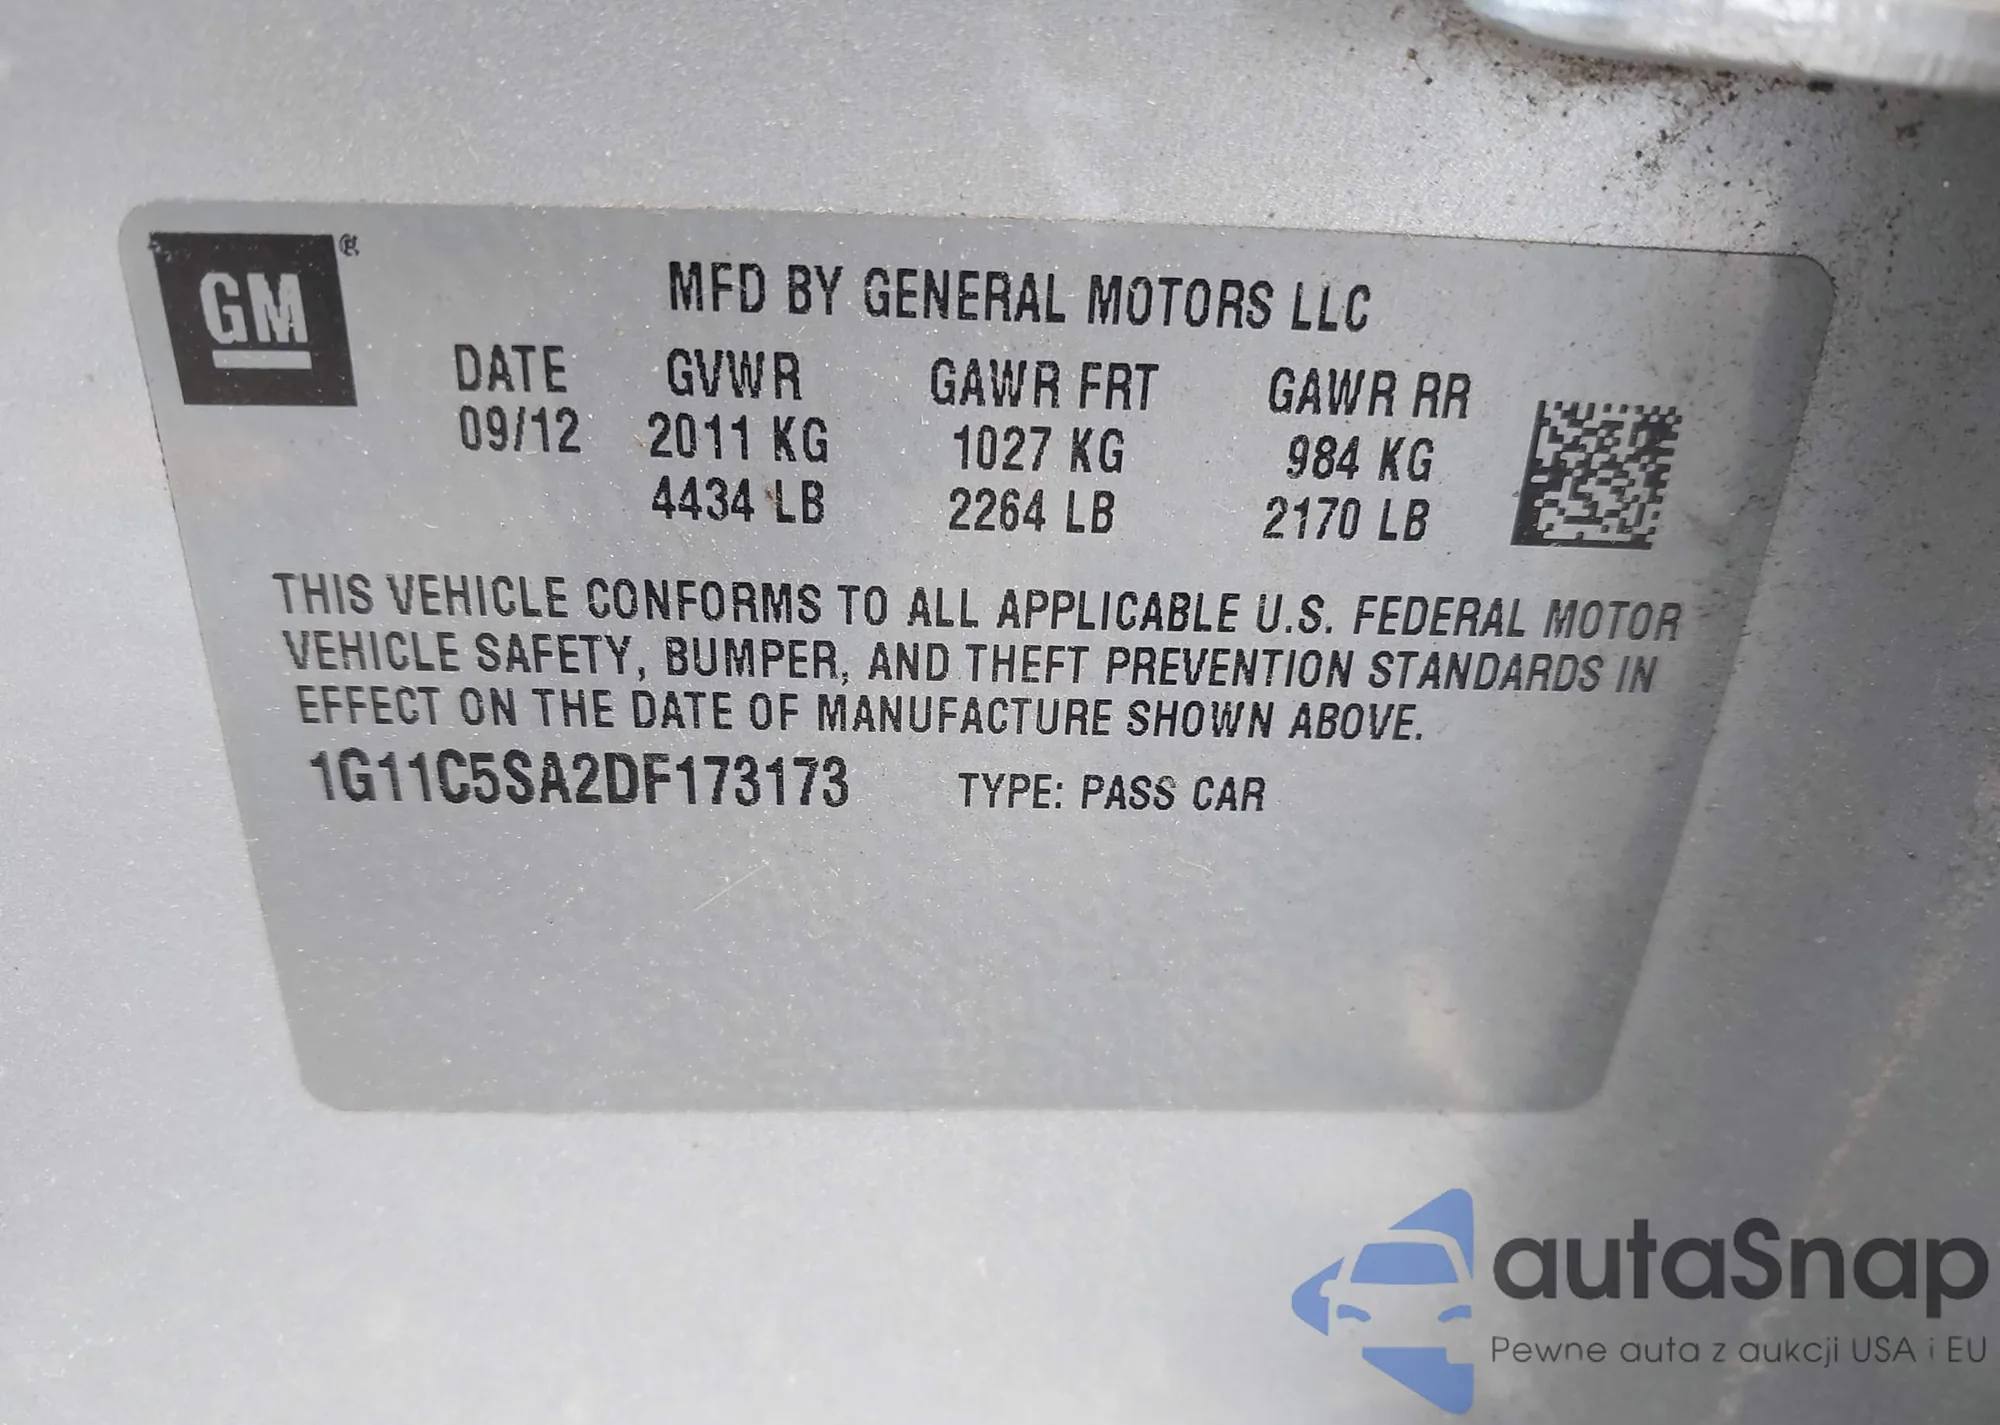 GM®
MFD BY GENERAL MOTORS LLC
DATE GVWR GAWR FRT GAWR RR
09/12 2011 KG 1027 KG 984 KG
4434 LB 2264 LB 2170 LB
THIS VEHICLE CONFORMS TO ALL APPLICABLE U.S. FEDERAL MOTOR
VEHICLE SAFETY, BUMPER, AND THEFT PREVENTION STANDARDS IN
EFFECT ON THE DATE OF MANUFACTURE SHOWN ABOVE.
1G11C5SA2DF173173 TYPE: PASS CAR
autaSnap
Pewne auta z aukcji USA i EU